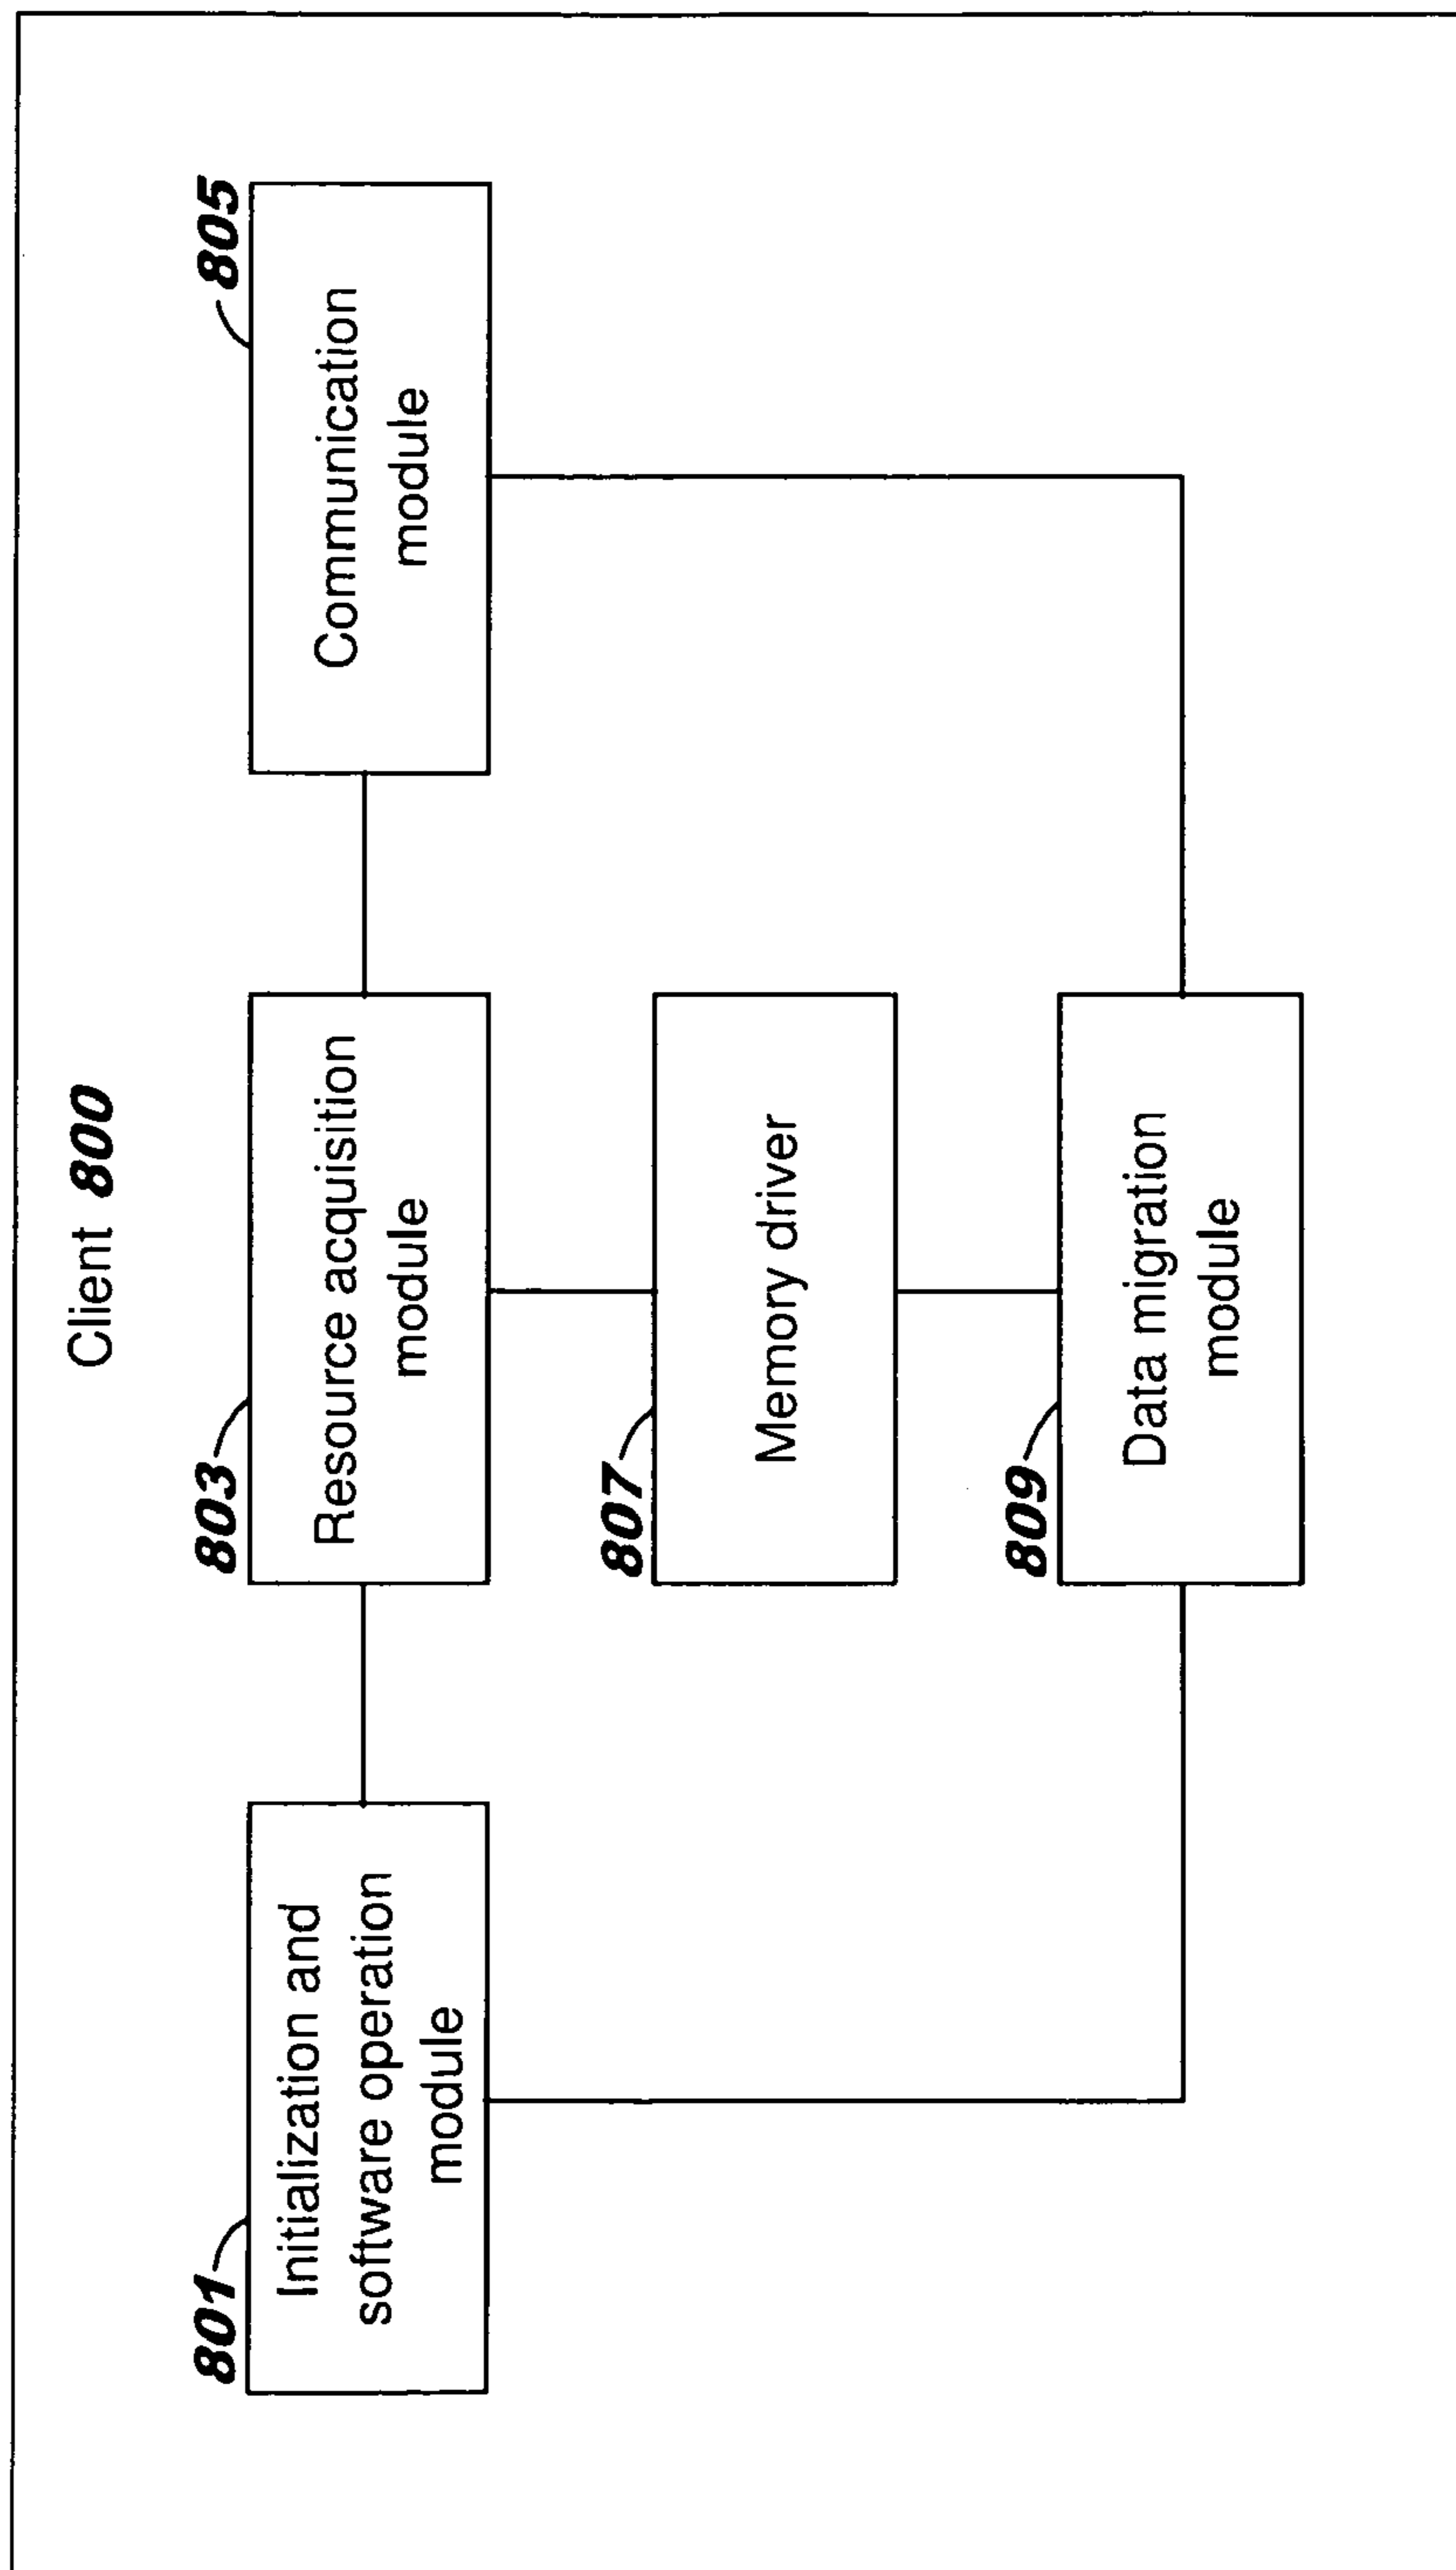 Client 800
801
Initialization and
software operation
module
803
Resource acquisition
module
805
Communication
module
807
Memory driver
809
Data migration
module